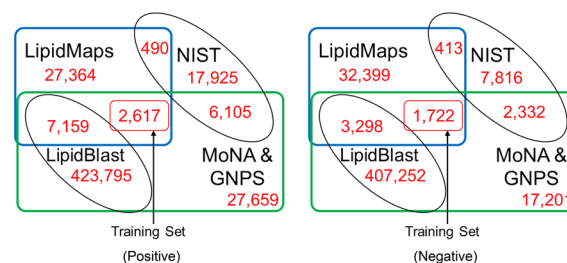 LipidMaps
27,364
490
NIST
17,925
6,105
2,617
7,159
LipidBlast
423,795
MoNA &
GNPS
27,659
Training Set
(Positive)
LipidMaps
32,399
413
NIST
7,816
2,332
1,722
3,298
LipidBlast
407,252
MoNA &
GNPS
17,201
Training Set
(Negative)